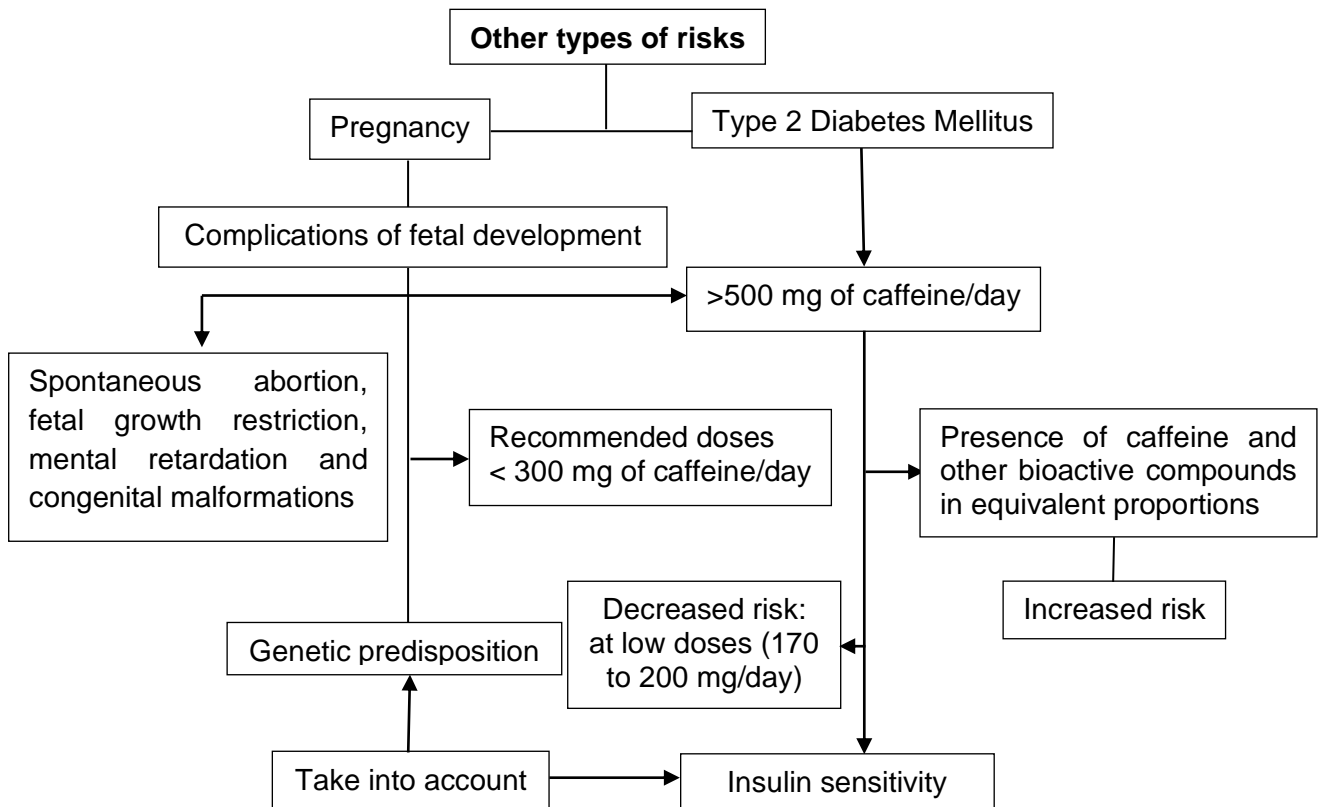 Other types of risks
Pregnancy
Type 2 Diabetes Mellitus
Complications of fetal development
>500 mg of caffeine/day
Spontaneous abortion,
fetal growth restriction,
mental retardation and
congenital malformations
Recommended doses
< 300 mg of caffeine/day
Presence of caffeine and
other bioactive compounds
in equivalent proportions
Increased risk
Decreased risk:
at low doses (170
to 200 mg/day)
Genetic predisposition
Take into account
Insulin sensitivity